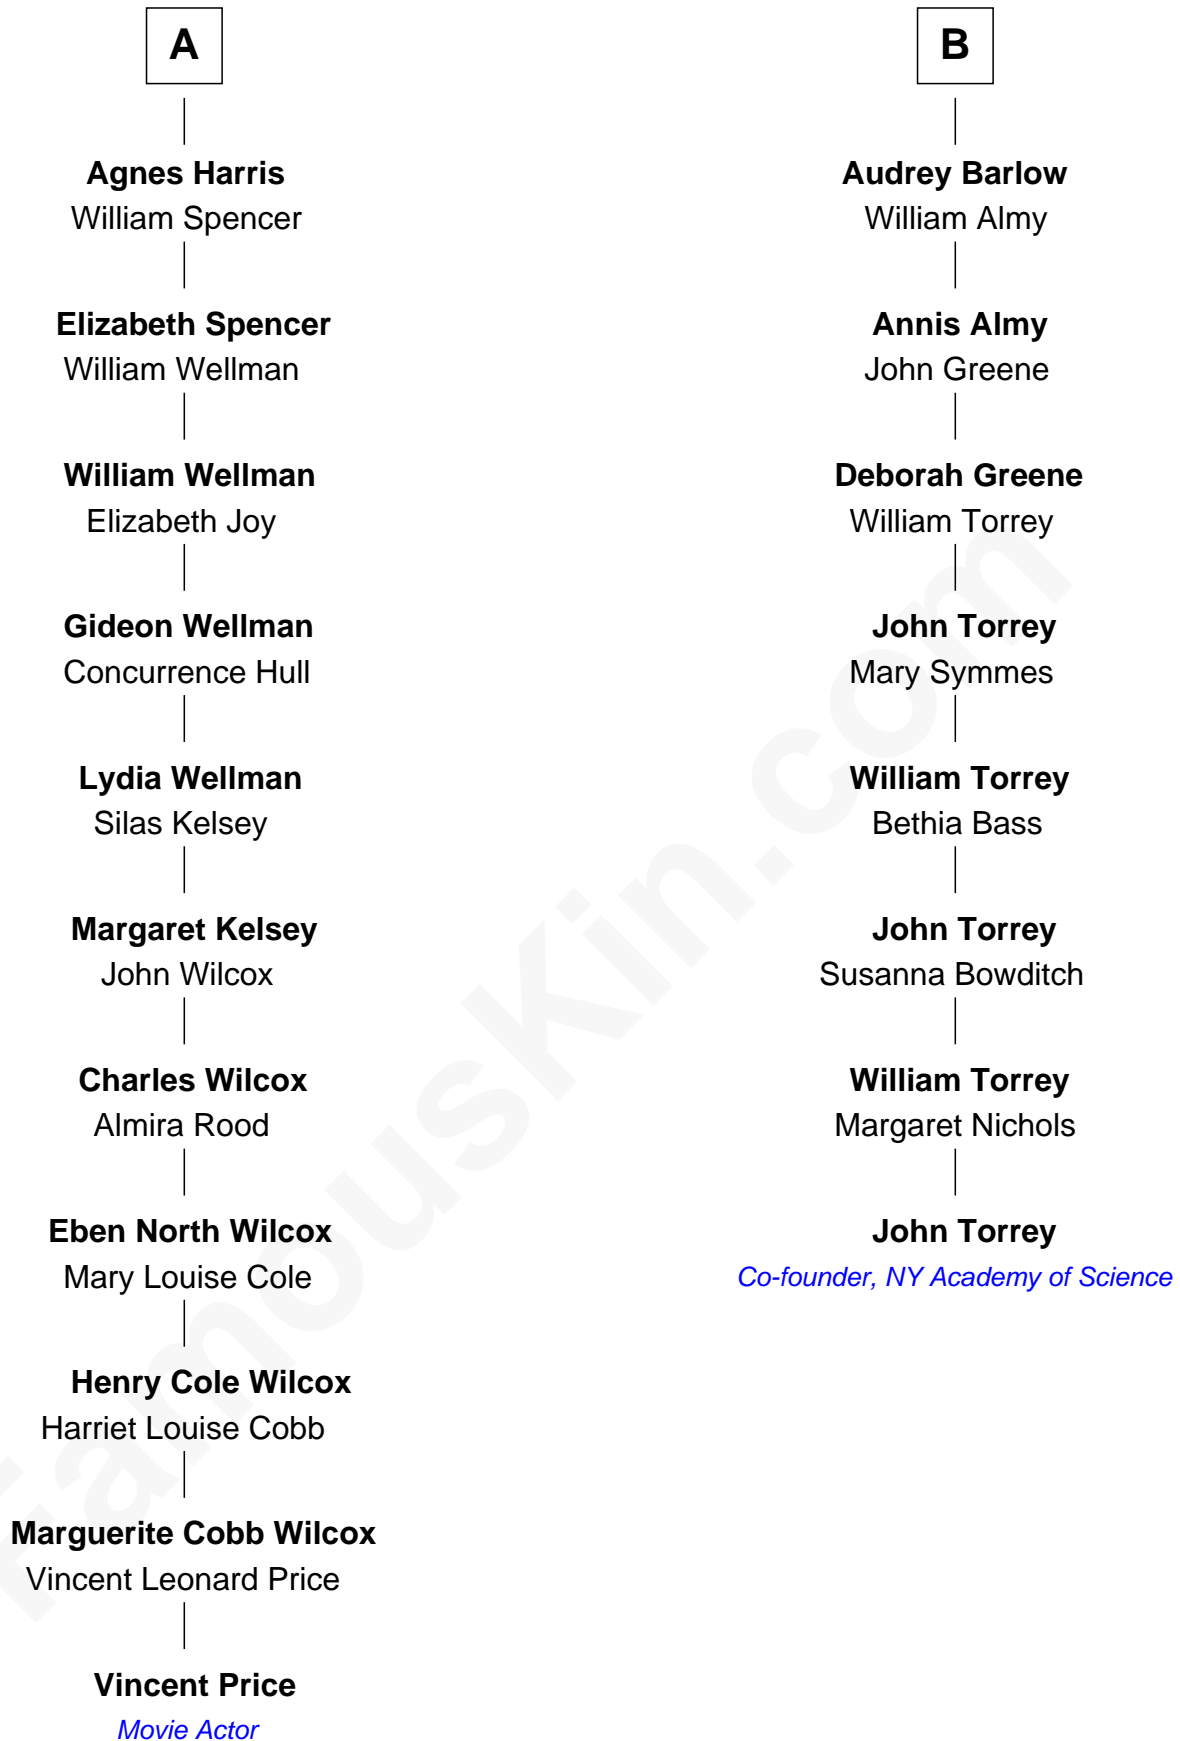 A
Agnes Harris
William Spencer
Elizabeth Spencer
William Wellman
William Wellman
Elizabeth Joy
Gideon Wellman
Concurrence Hull
Lydia Wellman
Silas Kelsey
Margaret Kelsey
John Wilcox
Charles Wilcox
Almira Rood
Eben North Wilcox
Mary Louise Cole
Henry Cole Wilcox
Harriet Louise Cobb
Marguerite Cobb Wilcox
Vincent Leonard Price
Vincent Price
Movie Actor
B
Audrey Barlow
William Almy
Annis Almy
John Greene
Deborah Greene
William Torrey
John Torrey
Mary Symmes
William Torrey
Bethia Bass
John Torrey
Susanna Bowditch
William Torrey
Margaret Nichols
John Torrey
Co-founder, NY Academy of Science
FamousKin.com